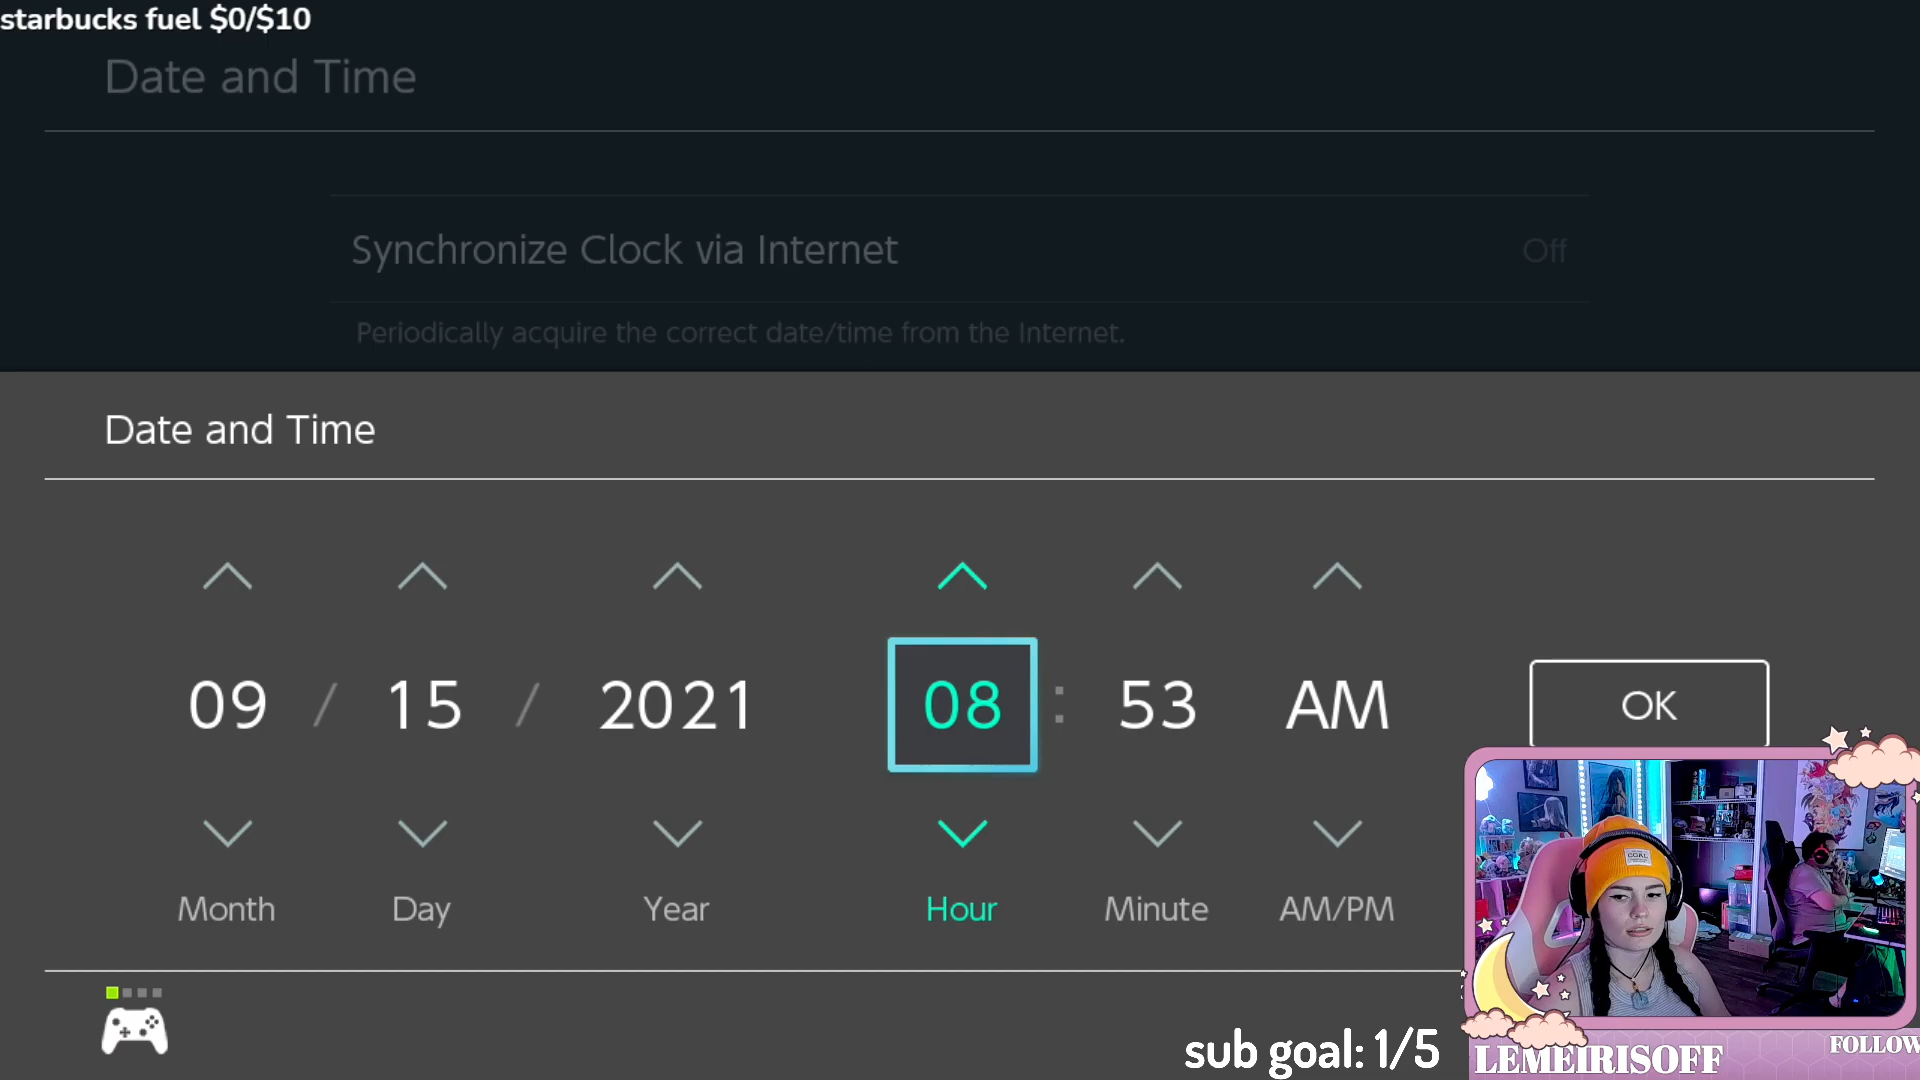 starbucks fuel $0/$10
Date and Time
Synchronize Clock via Internet Off
Periodically acquire the correct date/time from the Internet.
Date and Time
09 / 15 / 2021 08 : 53 AM OK
Month Day Year Hour Minute AM/PM
COAL
sub goal: 1/5
LEMEIRISOFF
FOLLOW